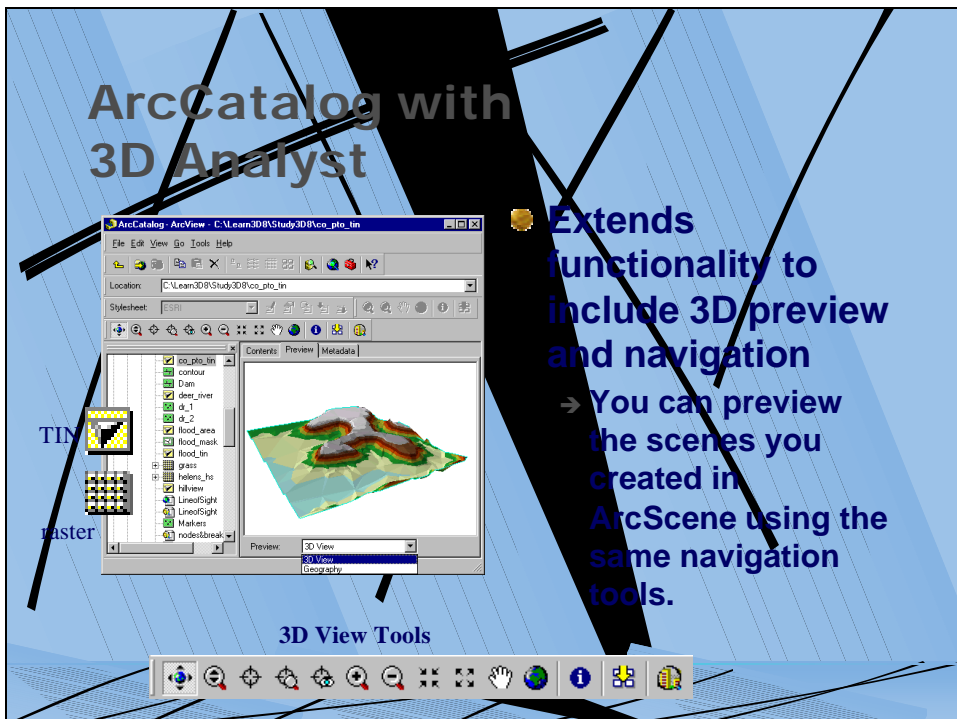 ArcCatalog with
3D Analyst
ArcCatalog - ArcView - C:\Learn3D8\Study3D8\co_pto_tin
File Edit View Go Tools Help
Location: C:\Learn3D8\Study3D8\co_pto_tin
Stylesheet: ESRI
Contents Preview Metadata
co_pto_tin
contour
Dam
deer_river
dr_1
dr_2
flood_area
flood_mask
flood_tin
grass
helens_hs
hillview
LineofSight
LineofSight
Markers
nodes&break
Preview: 3D View
3D View
Geography
TIN
raster
Extends
functionality to
include 3D preview
and navigation
You can preview
the scenes you
created in
ArcScene using the
same navigation
tools.
3D View Tools